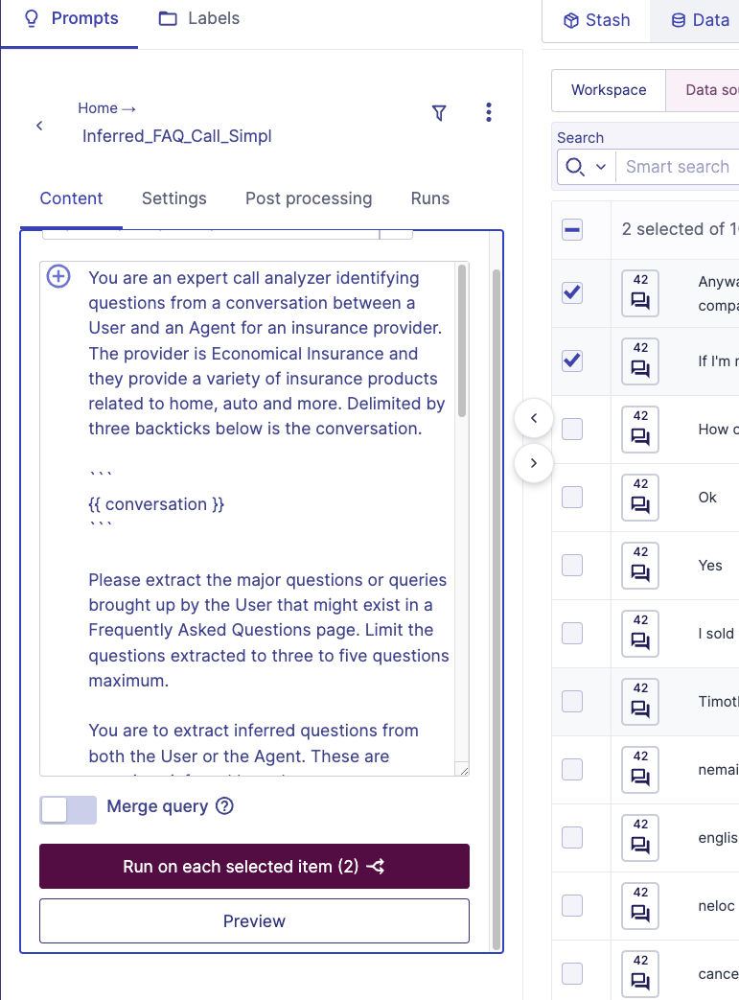 Prompts
Labels
Stash
Data
Home →
Inferred_FAQ_Call_Simpl
Workspace
Data
Search
Smart search
Content
Settings
Post processing
Runs
2 selected of
You are an expert call analyzer identifying
questions from a conversation between a
User and an Agent for an insurance provider.
The provider is Economical Insurance and
they provide a variety of insurance products
related to home, auto and more. Delimited by
three backticks below is the conversation.
```
{{ conversation }}
```
Please extract the major questions or queries
brought up by the User that might exist in a
Frequently Asked Questions page. Limit the
questions extracted to three to five questions
maximum.
You are to extract inferred questions from
both the User or the Agent. These are
Merge query ?
Run on each selected item (2)
Preview
42
Anywa
compa
42
If I'm
42
How
42
Ok
42
Yes
42
I sold
42
Timot
42
nemai
42
englis
42
neloc
42
cance